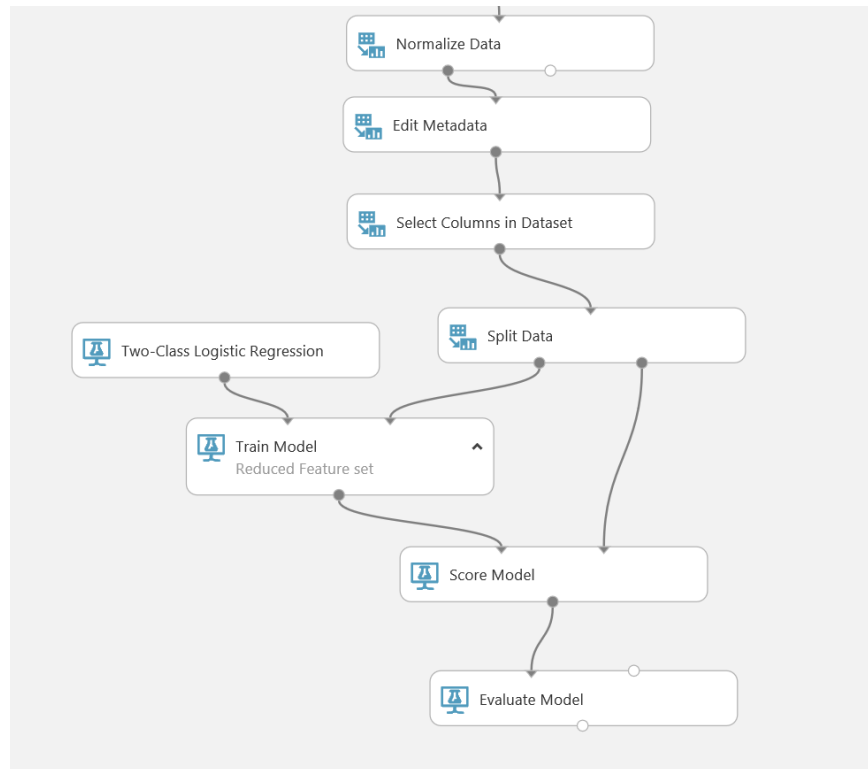 Normalize Data
Edit Metadata
Select Columns in Dataset
Split Data
Two-Class Logistic Regression
Train Model
Reduced Feature set
Score Model
Evaluate Model